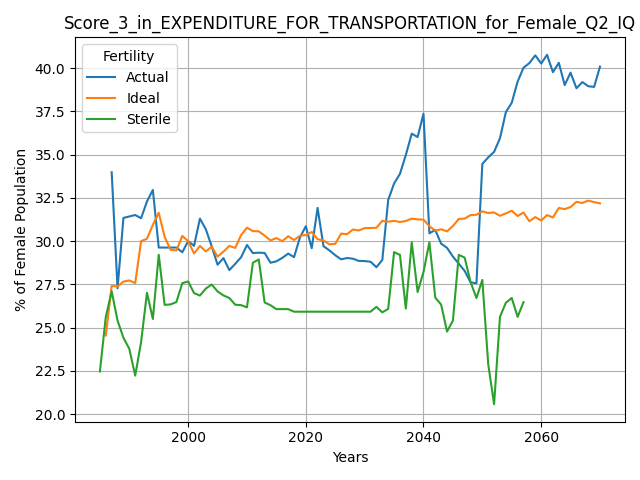 Score_3_in_EXPENDITURE_FOR_TRANSPORTATION_for_Female_Q2_IQ
Fertility
Actual
Ideal
Sterile
% of Female Population
40.0
37.5
35.0
32.5
30.0
27.5
25.0
22.5
20.0
2000
2020
2040
2060
Years